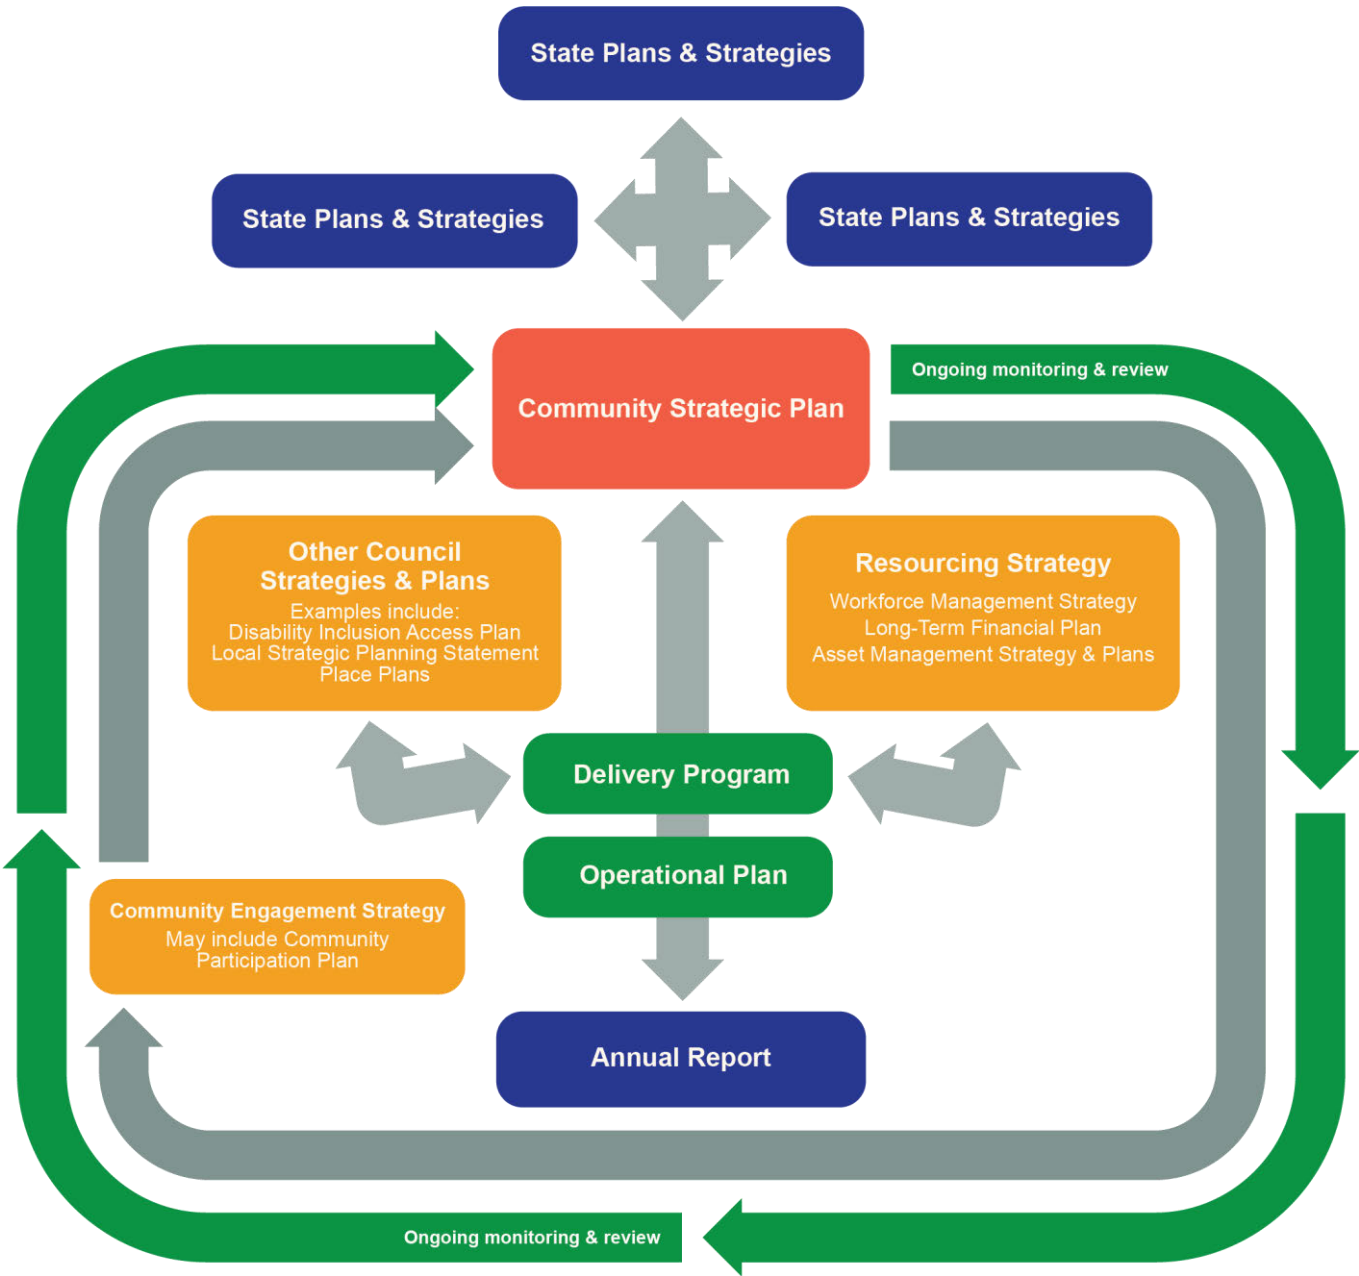 State Plans & Strategies
State Plans & Strategies
State Plans & Strategies
Community Strategic Plan
Ongoing monitoring & review
Other Council
Strategies & Plans
Examples include:
Disability Inclusion Access Plan
Local Strategic Planning Statement
Place Plans
Resourcing Strategy
Workforce Management Strategy
Long-Term Financial Plan
Asset Management Strategy & Plans
Delivery Program
Operational Plan
Community Engagement Strategy
May include Community
Participation Plan
Annual Report
Ongoing monitoring & review